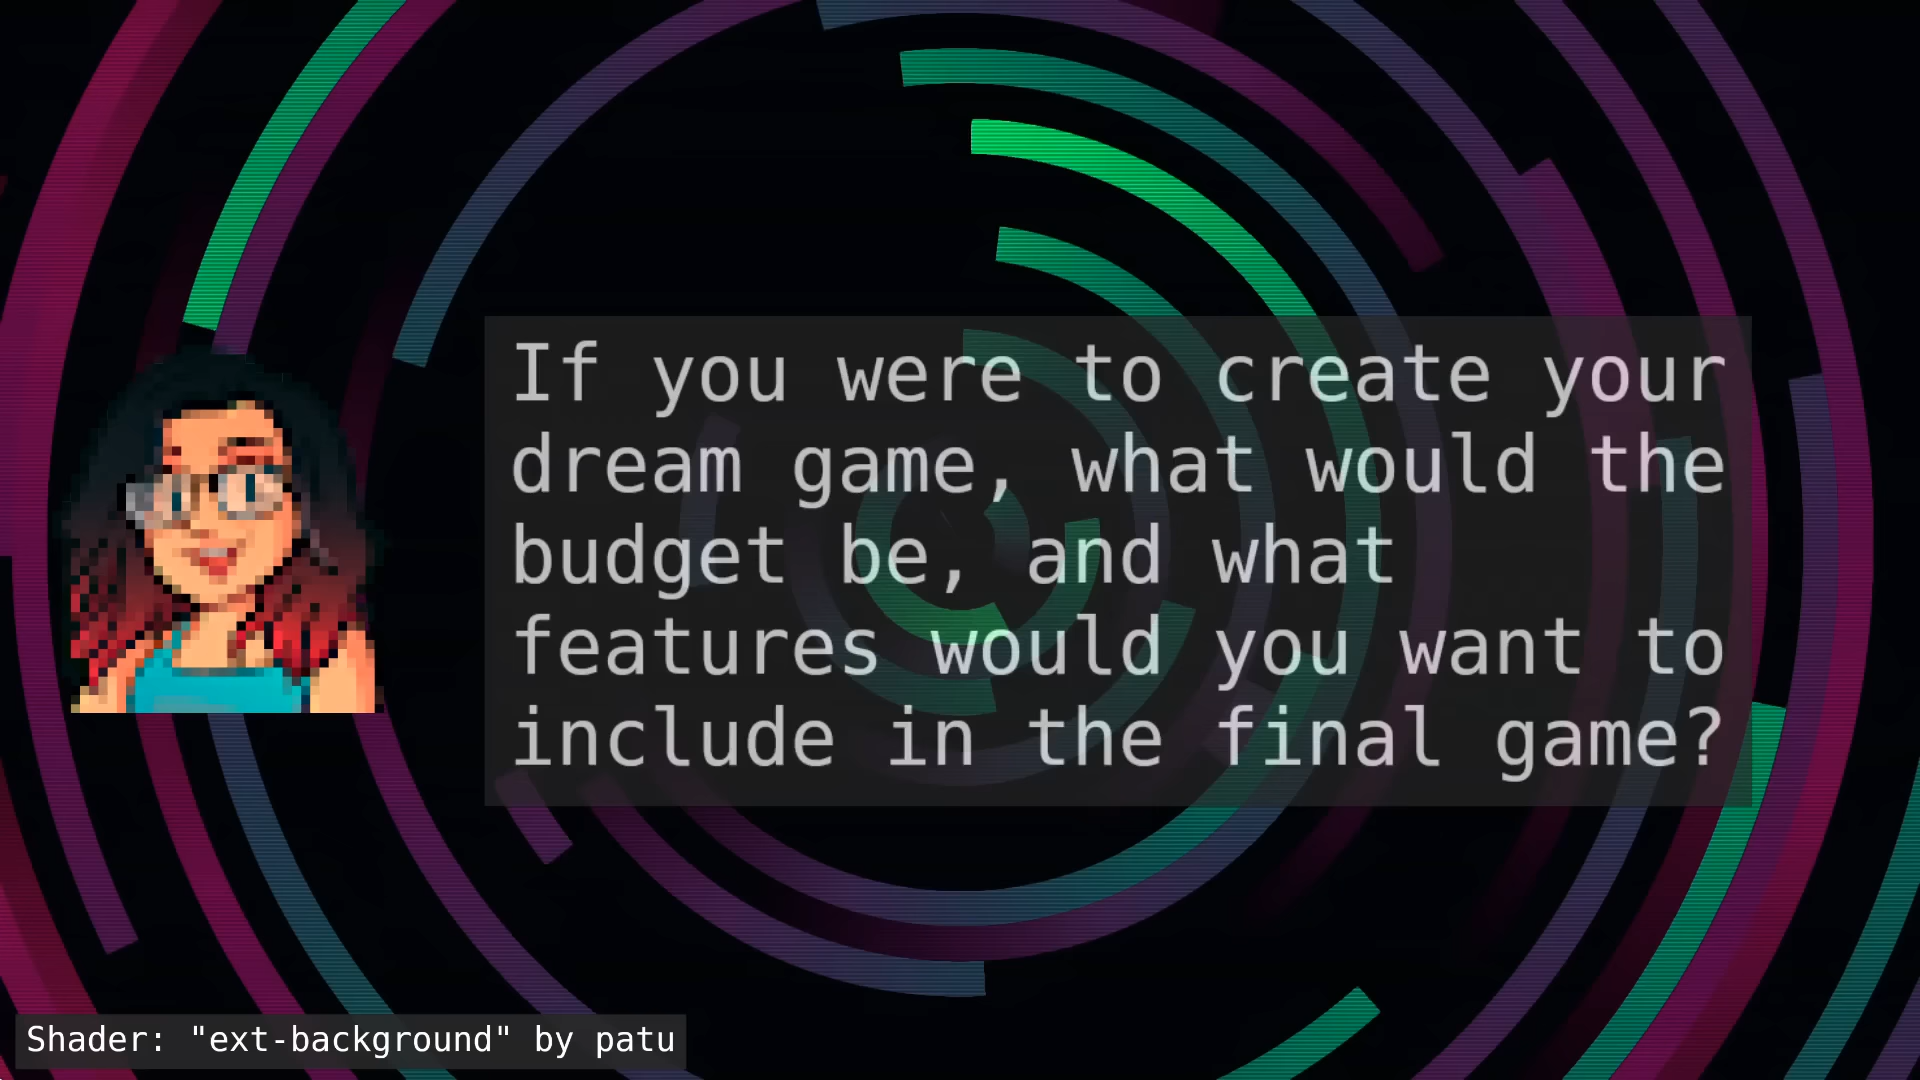 If you were to create your
dream game, what would the
budget be, and what
features would you want to
include in the final game?
Shader: "ext-background" by patu